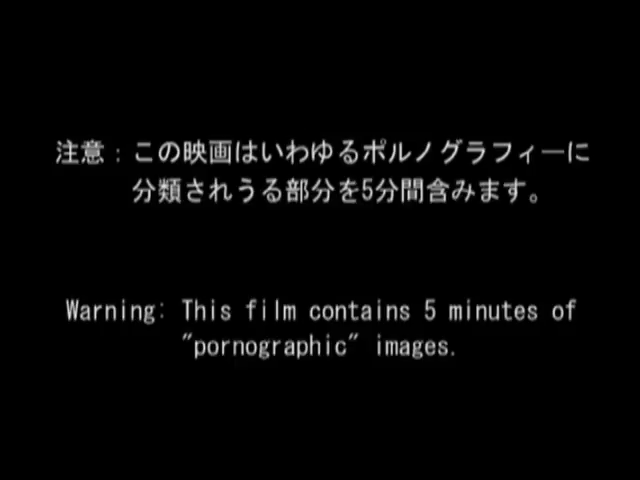 注意：この映画はいわゆるポルノグラフィーに
分類されうる部分を5分間含みます。
Warning: This film contains 5 minutes of
"pornographic" images.